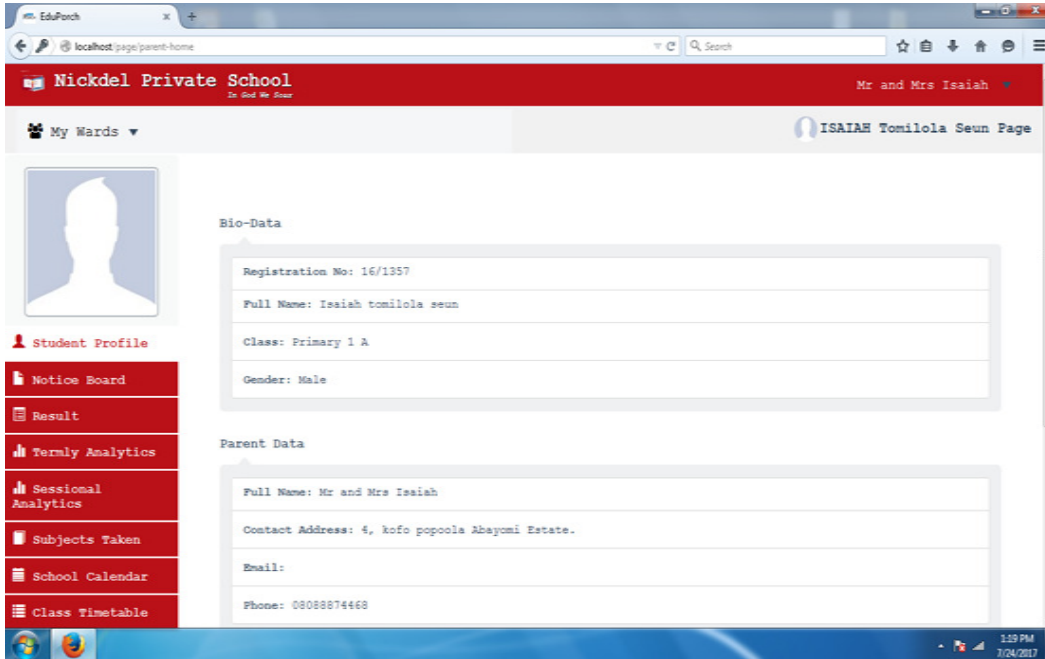 EduPorch
localhost/page/parent-home
Search
Nickdel Private School
In God We Soar
Mr and Mrs Isaiah
My Wards
ISAIAH Tomilola Seun Page
Bio-Data
Registration No: 16/1357
Full Name: Isaiah tomilola seun
Class: Primary 1 A
Gender: Male
Student Profile
Notice Board
Result
Termly Analytics
Sessional
Analytics
Subjects Taken
School Calendar
Class Timetable
Parent Data
Full Name: Mr and Mrs Isaiah
Contact Address: 4, kofo popoola Abayomi Estate.
Email:
Phone: 08088874468
1:19 PM
7/24/2017